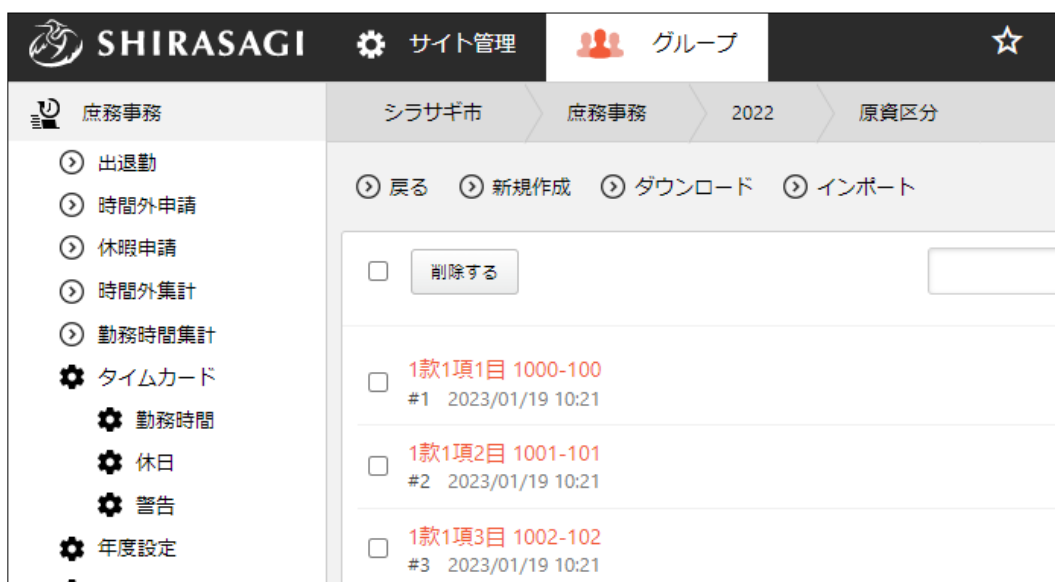 SHIRASAGI サイト管理 グループ
庶務事務
出退勤
時間外申請
休暇申請
時間外集計
勤務時間集計
タイムカード
勤務時間
休日
警告
年度設定
シラサギ市 庶務事務 2022 原資区分
戻る 新規作成 ダウンロード インポート
削除する
1款1項1目 1000-100
#1 2023/01/19 10:21
1款1項2目 1001-101
#2 2023/01/19 10:21
1款1項3目 1002-102
#3 2023/01/19 10:21